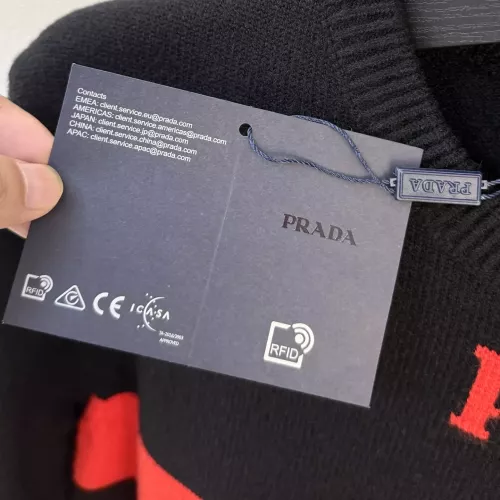 Contacts
EMEA: client.service.eu@prada.com
AMERICAS: client.service.americas@prada.com
JAPAN: client.service.jp@prada.com
CHINA: client.service.cn@prada.com
APAC: client.service.apac@prada.com
PRADA
PRADA
RFID
CE
ICASA
APPROVED
RFID